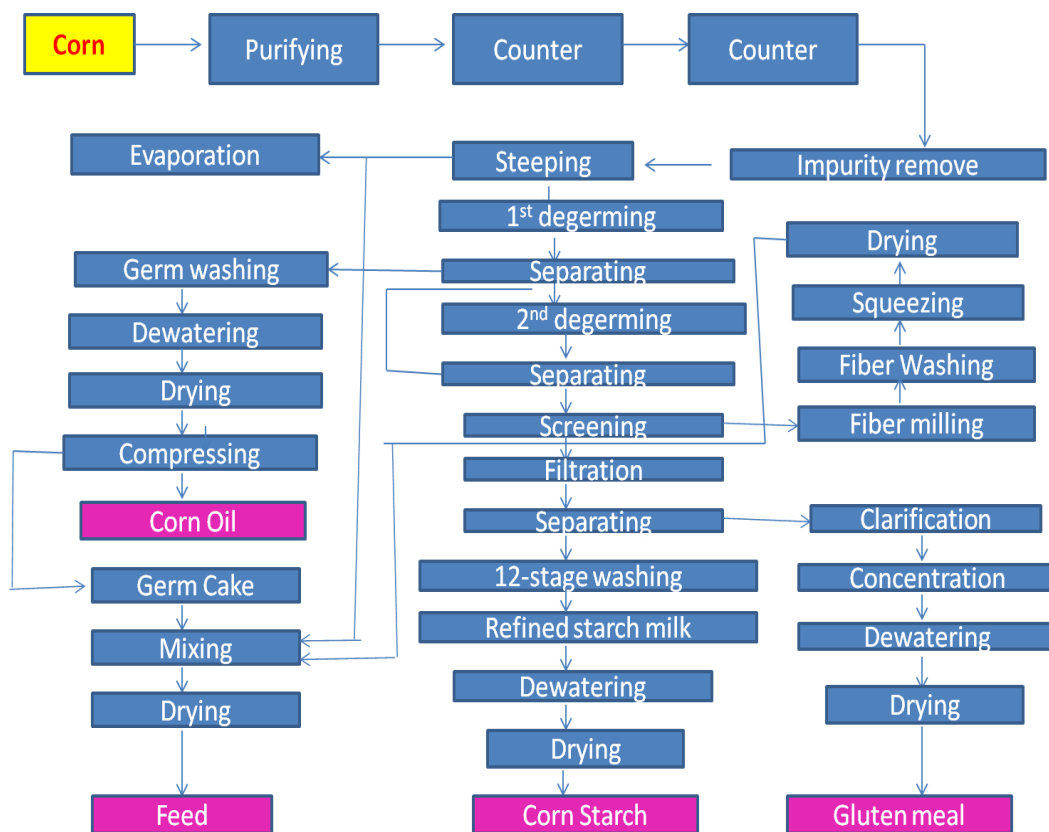 Corn
Purifying
Counter
Counter
Evaporation
Steeping
Impurity remove
1st degerming
Drying
Germ washing
Separating
Squeezing
2nd degerming
Dewatering
Fiber Washing
Separating
Drying
Screening
Fiber milling
Compressing
Filtration
Corn Oil
Separating
Clarification
Germ Cake
12-stage washing
Concentration
Refined starch milk
Mixing
Dewatering
Dewatering
Drying
Drying
Drying
Feed
Corn Starch
Gluten meal